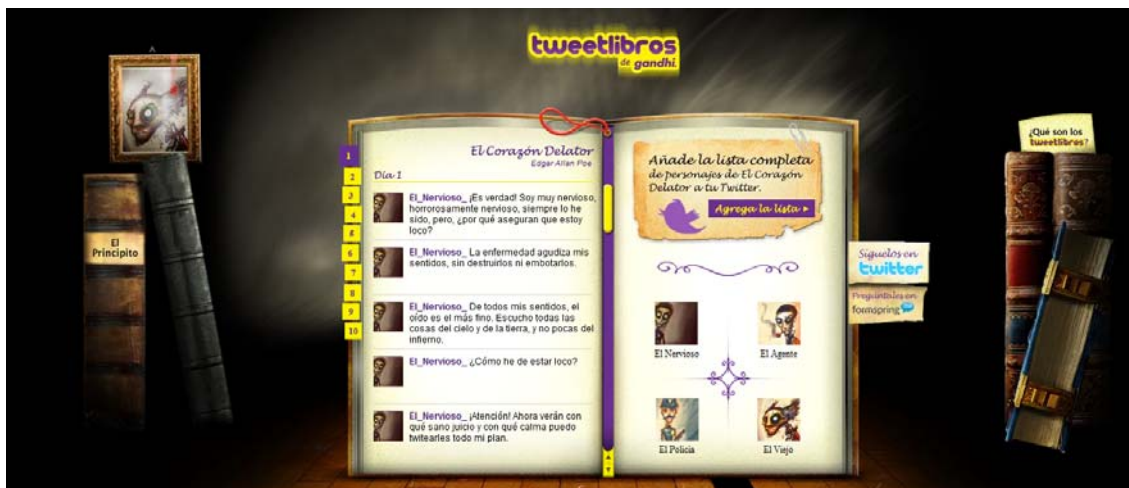 tweetlibros
de gandhi
¿Qué son los
tweetlibros?
El
Principito
1
2
3
4
5
6
7
8
9
10
El Corazón Delator
Edgar Allan Poe
Día 1
El_Nervioso_ ¡Es verdad! Soy muy nervioso,
horrorosamente nervioso, siempre lo he
sido, pero, ¿por qué aseguran que estoy
loco?
El_Nervioso_ La enfermedad agudiza mis
sentidos, sin destruirlos ni embotarlos.
El_Nervioso_ De todos mis sentidos, el
oído es el más fino. Escucho todas las
cosas del cielo y de la tierra, y no pocas del
infierno.
El_Nervioso_ ¿Cómo he de estar loco?
El_Nervioso_ ¡Atención! Ahora verán con
qué sano juicio y con qué calma puedo
twitearles todo mi plan.
Añade la lista completa
de personajes de El Corazón
Delator a tu Twitter.
Agrega la lista
El Nervioso
El Agente
El Policia
El Viejo
Síguelos en
twitter
Pregúntales en
formspring